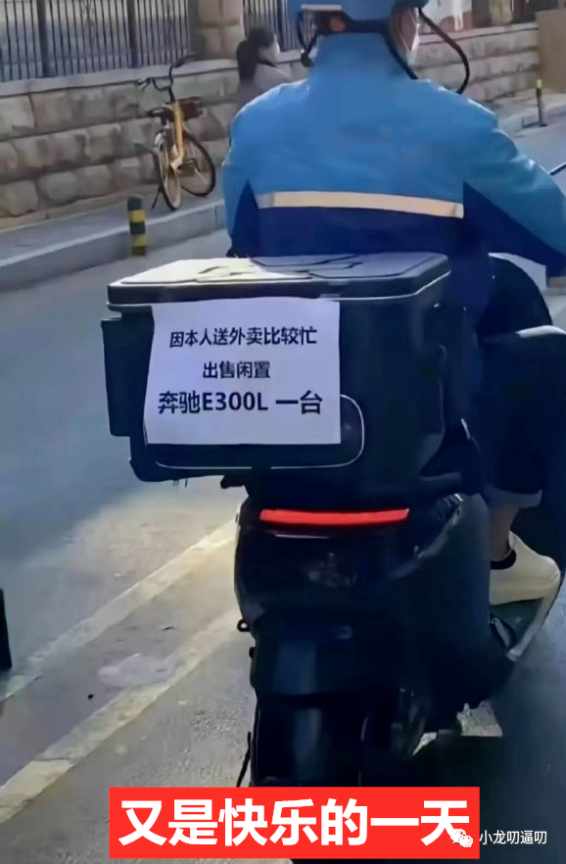 因本人送外卖比较忙
出售闲置
奔驰E300L 一台
又是快乐的一天
小龙叨逼叨